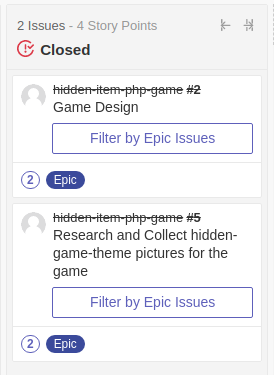 2 Issues - 4 Story Points
Closed
hidden-item-php-game #2
Game Design
Filter by Epic Issues
2 Epic
hidden-item-php-game #5
Research and Collect hidden-
game-theme pictures for the
game
Filter by Epic Issues
2 Epic